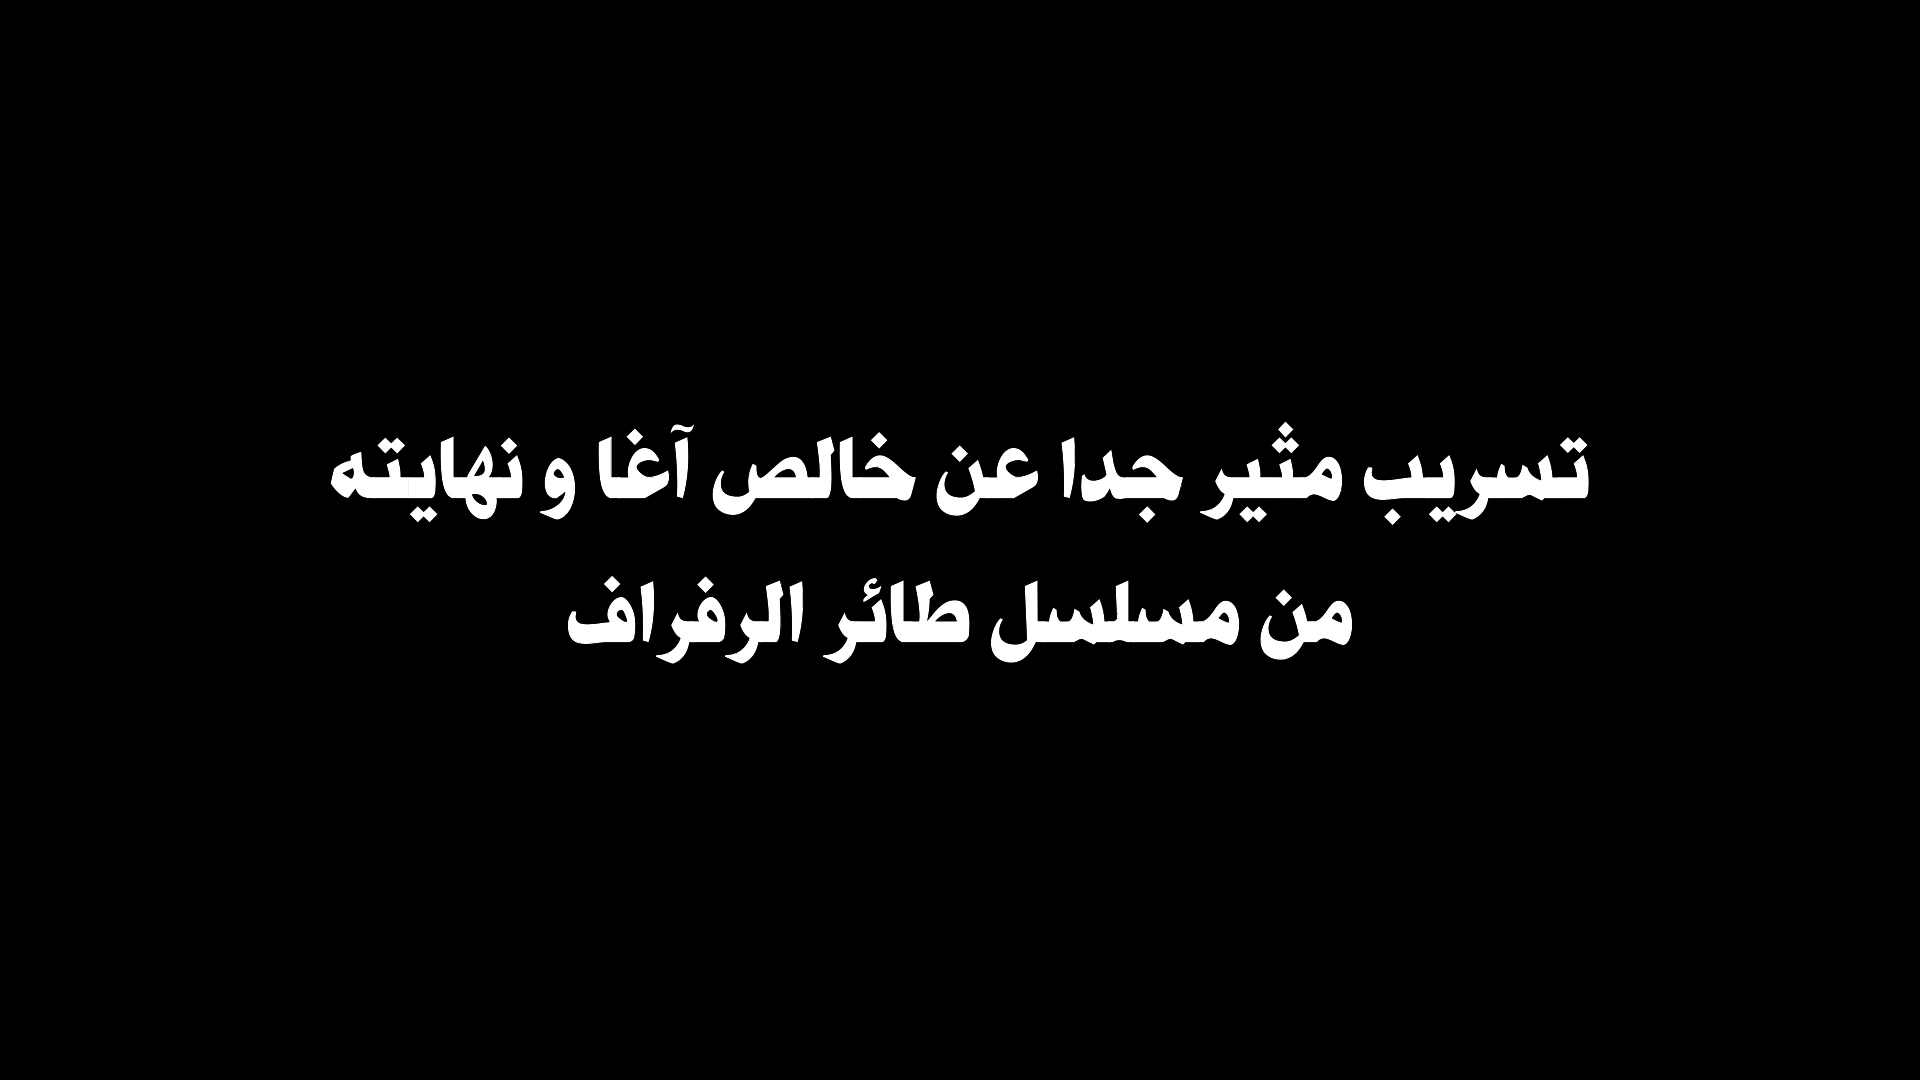 تسريب مثير جدا عن خالص آغا و نهايته
من مسلسل طائر الرفراف